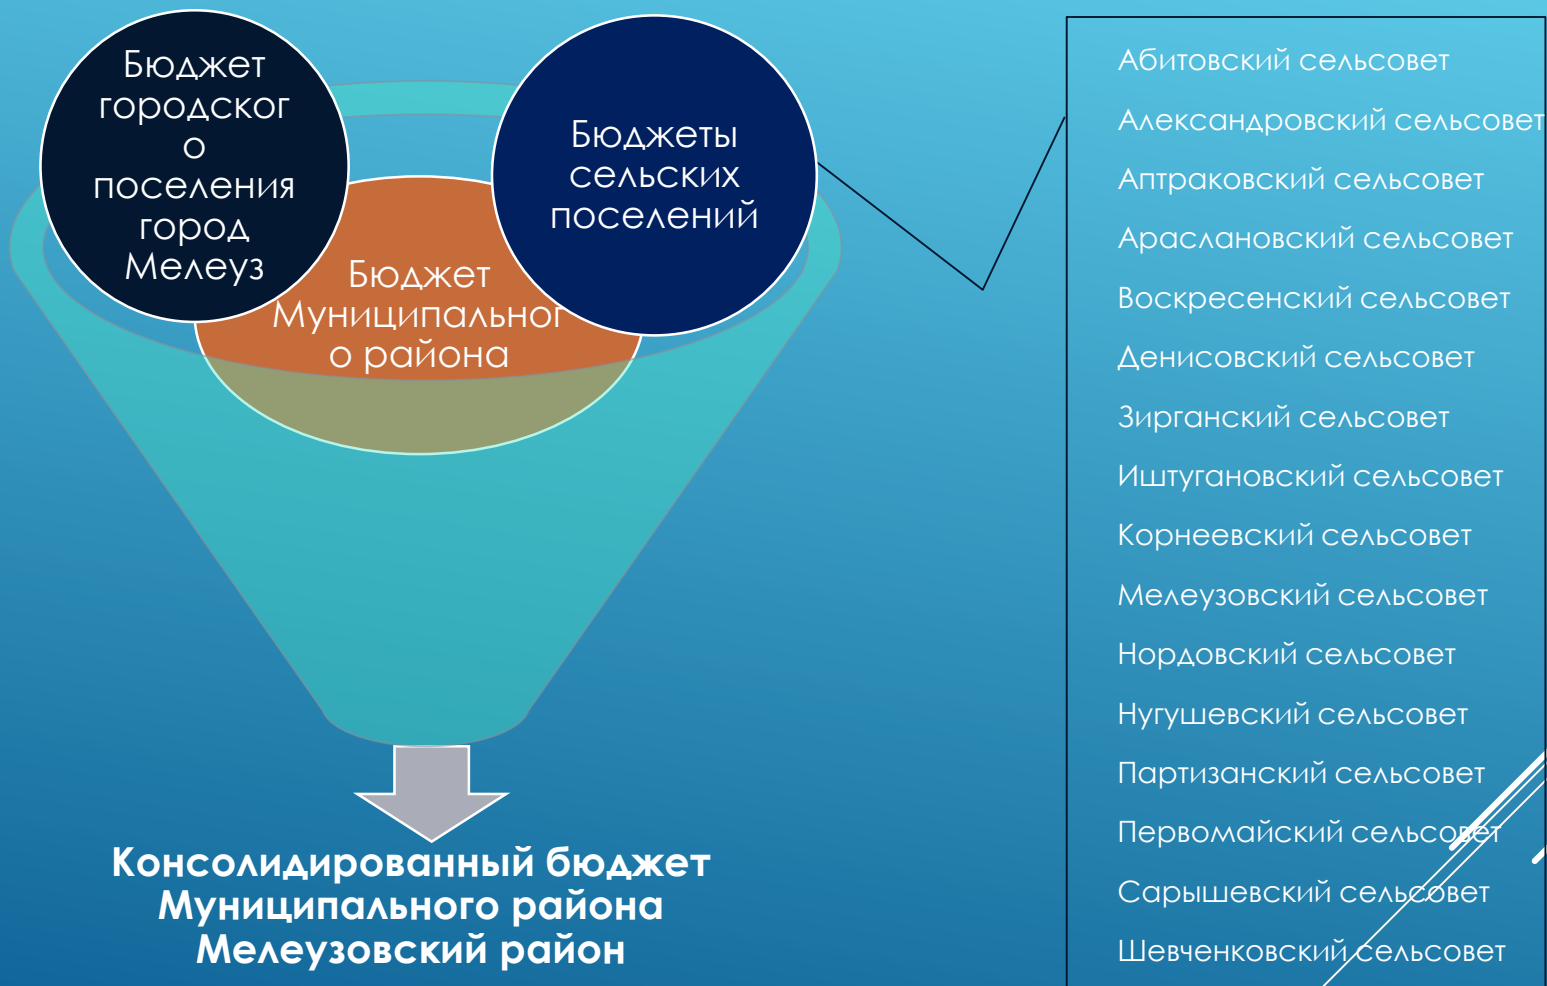 Бюджет
городског
о
поселения
город
Мелеуз
Бюджеты
сельских
поселений
Бюджет
Муниципальног
о района
Консолидированный бюджет
Муниципального района
Мелеузовский район
Абитовский сельсовет
Александровский сельсовет
Аптраковский сельсовет
Араслановский сельсовет
Воскресенский сельсовет
Денисовский сельсовет
Зирганский сельсовет
Иштугановский сельсовет
Корнеевский сельсовет
Мелеузовский сельсовет
Нордовский сельсовет
Нугушевский сельсовет
Партизанский сельсовет
Первомайский сельсовет
Сарышевский сельсовет
Шевченковский сельсовет